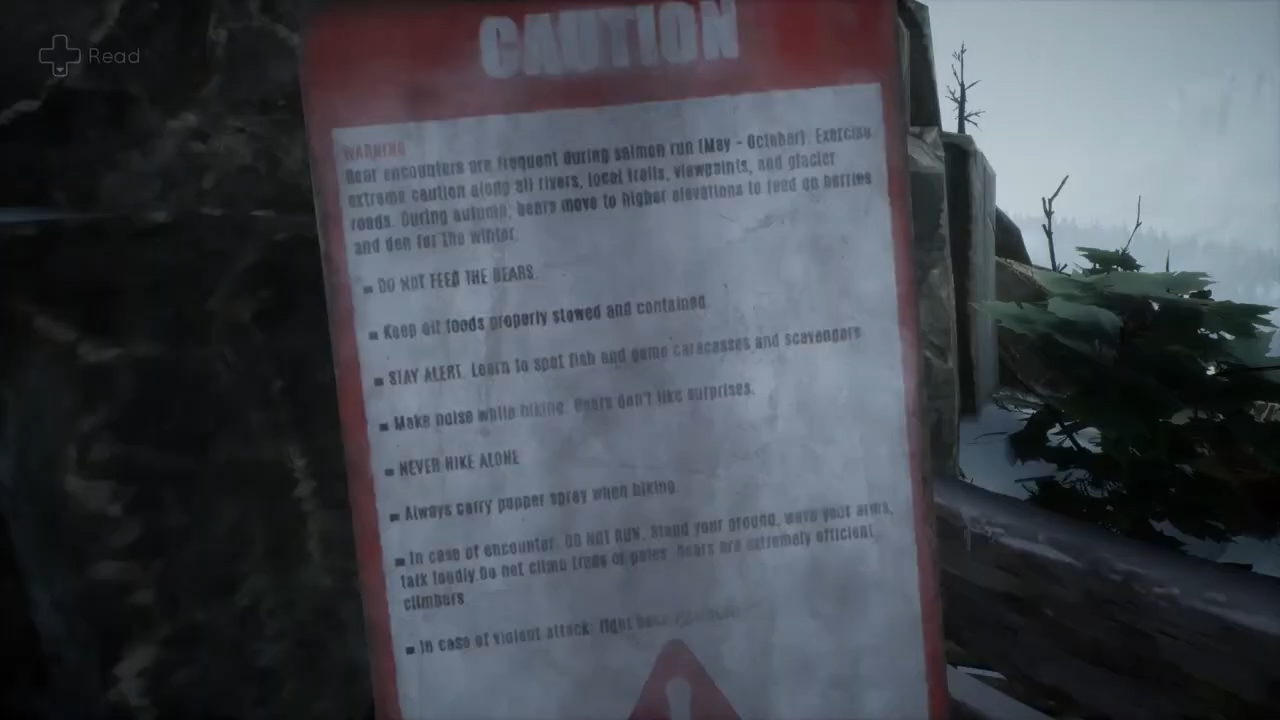 Read
CAUTION
WARNING
Bear encounters are frequent during salmon run (May - October). Exercise
extreme caution along all rivers, local trails, viewpoints, and glacier
roads. During autumn, bears move to higher elevations to feed on berries
and den for the winter.
▪ DO NOT FEED THE BEARS.
▪ Keep all foods properly stowed and contained.
▪ STAY ALERT. Learn to spot fish and game caracasses and scavengers
▪ Make noise while hiking. Bears don't like surprises.
▪ NEVER HIKE ALONE
▪ Always carry pepper spray when hiking.
▪ In case of encounter: DO NOT RUN. Stand your ground, wave your arms,
talk loudly.Do not climb trees or poles. Bears are extremely efficient
climbers.
▪ In case of violent attack: fight back